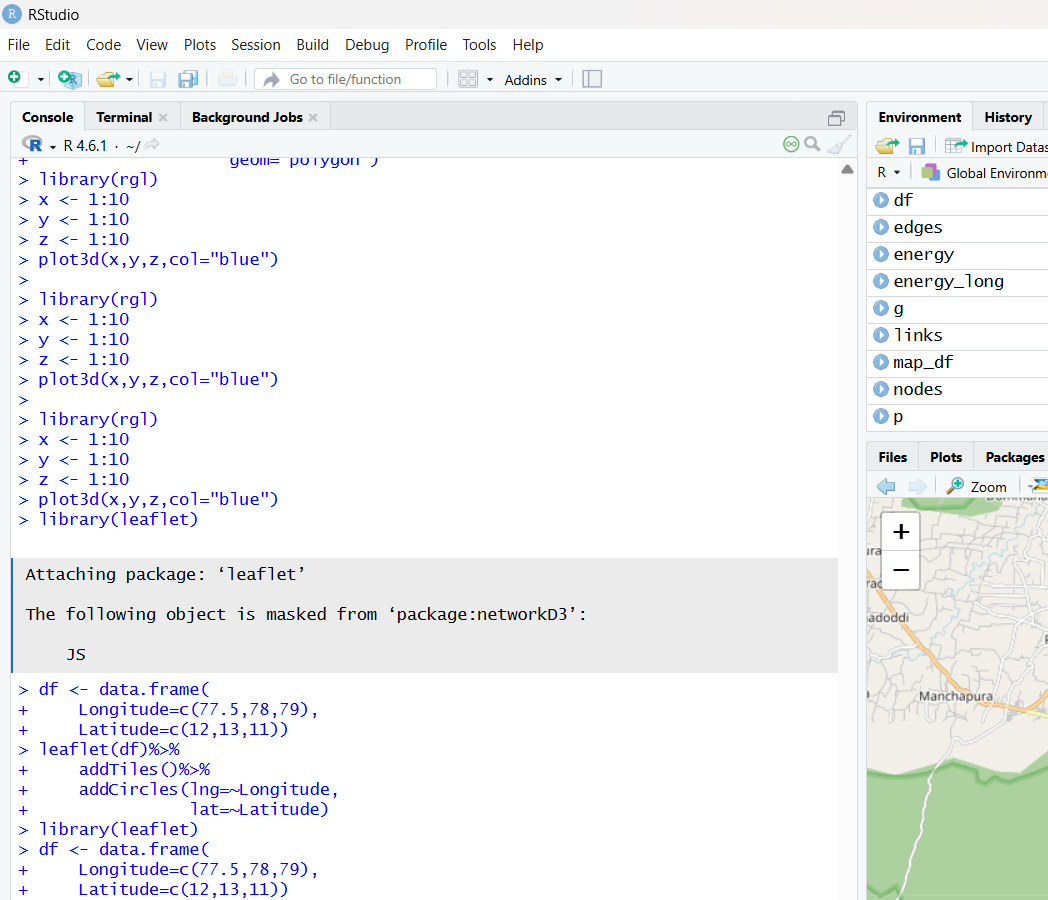 RStudio
File Edit Code View Plots Session Build Debug Profile Tools Help
Go to file/function
Addins
Console Terminal Background Jobs
R 4.6.1 · ~/
+ geom="polygon")
> library(rgl)
> x <- 1:10
> y <- 1:10
> z <- 1:10
> plot3d(x,y,z,col="blue")
>
> library(rgl)
> x <- 1:10
> y <- 1:10
> z <- 1:10
> plot3d(x,y,z,col="blue")
>
> library(rgl)
> x <- 1:10
> y <- 1:10
> z <- 1:10
> plot3d(x,y,z,col="blue")
> library(leaflet)
Attaching package: ‘leaflet’
The following object is masked from ‘package:networkD3’:
JS
> df <- data.frame(
+ Longitude=c(77.5,78,79),
+ Latitude=c(12,13,11))
> leaflet(df)%>%
+ addTiles()%>%
+ addCircles(lng=~Longitude,
+ lat=~Latitude)
> library(leaflet)
> df <- data.frame(
+ Longitude=c(77.5,78,79),
+ Latitude=c(12,13,11))
Environment History
Import Datas
R Global Environm
df
edges
energy
energy_long
g
links
map_df
nodes
p
Files Plots Packages
Zoom
+
−
adoddi
Manchapura